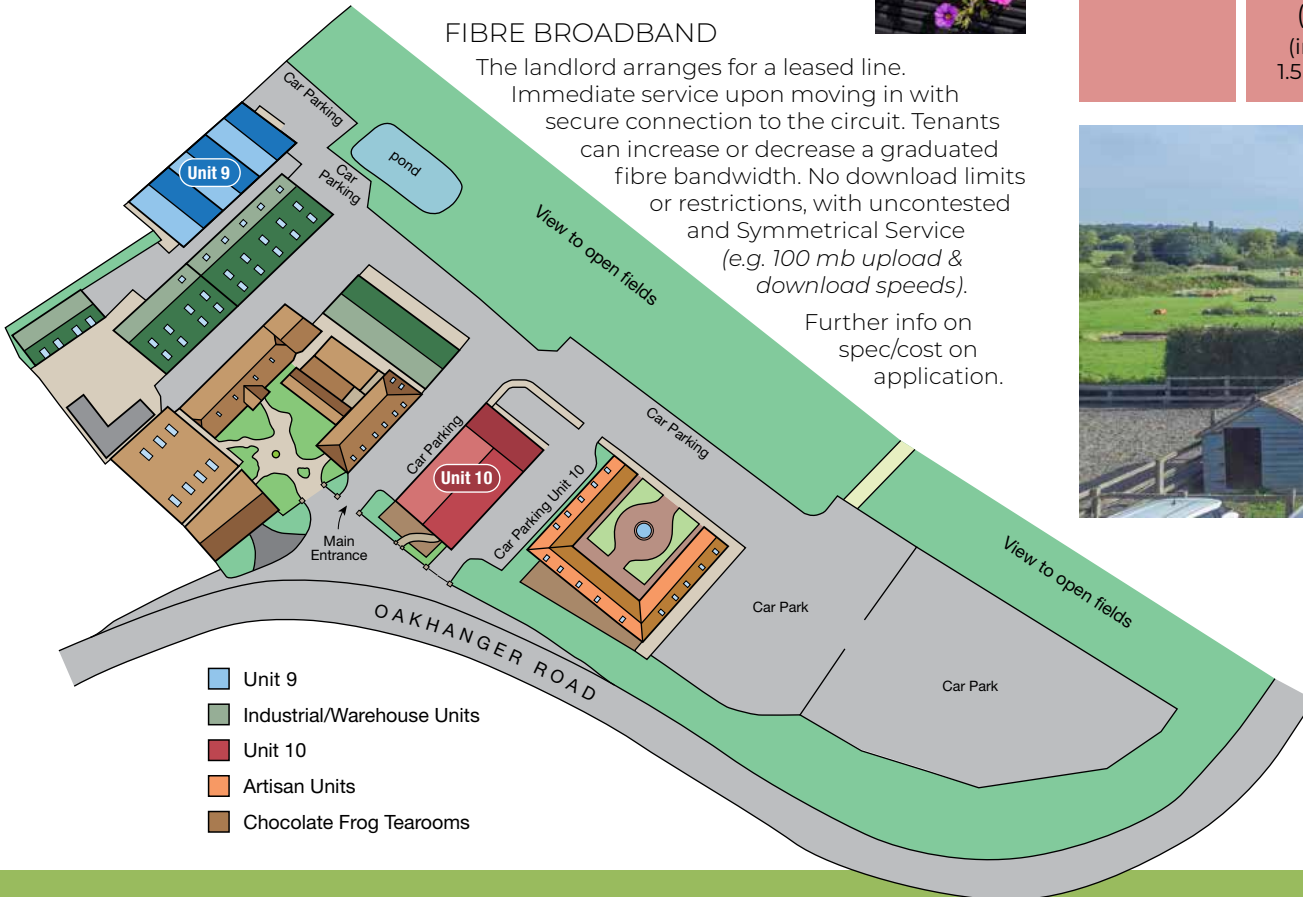 FIBRE BROADBAND
The landlord arranges for a leased line.
Immediate service upon moving in with
secure connection to the circuit. Tenants
can increase or decrease a graduated
fibre bandwidth. No download limits
or restrictions, with uncontested
and Symmetrical Service
(e.g. 100 mb upload &
download speeds).
Further info on
spec/cost on
application.
1.5
Car Parking
Car
Parking
pond
Unit 9
View to open fields
Car Parking
Car Parking
Unit 10
Car Parking Unit 10
Main
Entrance
OAKHANGER ROAD
Car Park
Car Park
View to open fields
Unit 9
Industrial/Warehouse Units
Unit 10
Artisan Units
Chocolate Frog Tearooms